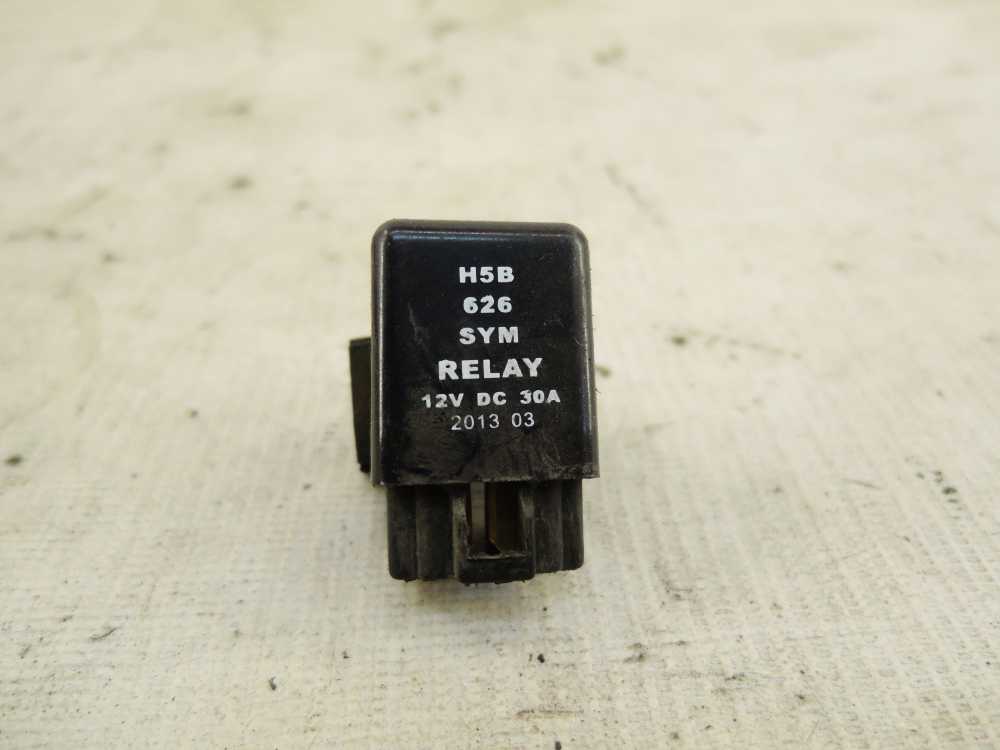 H5B
626
SYM
RELAY
12V DC 30A
2013 03